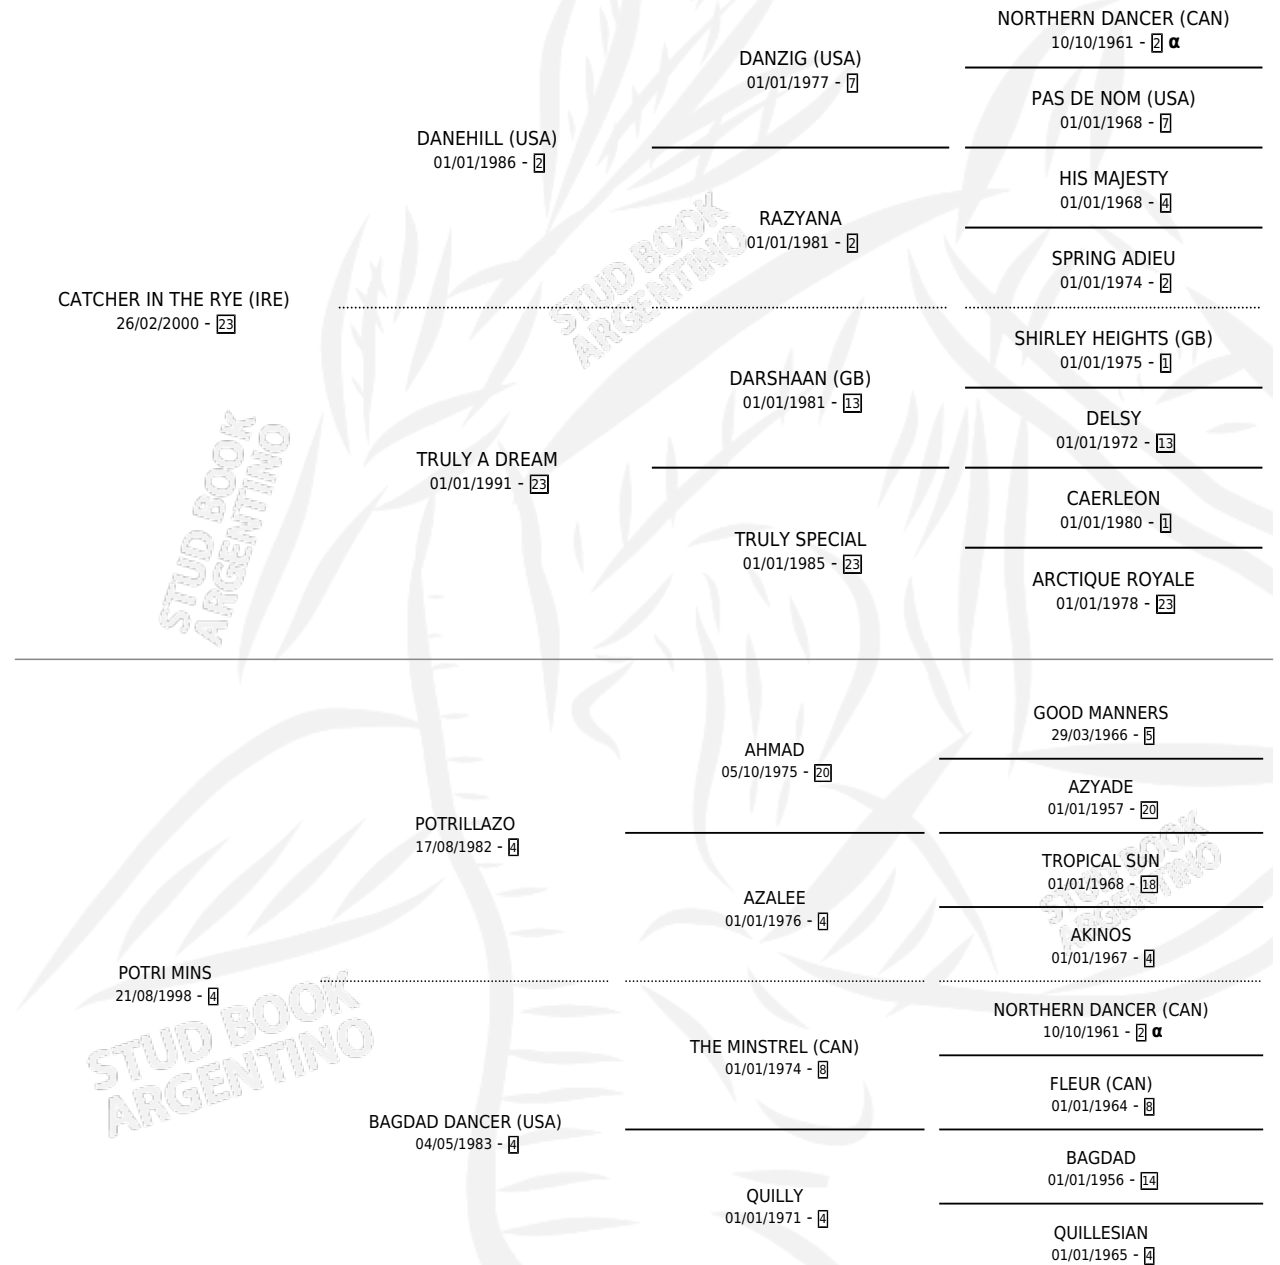 NORTHERN DANCER (CAN)
10/10/1961 - 2 α
DANZIG (USA)
01/01/1977 - 7
PAS DE NOM (USA)
01/01/1968 - 7
DANEHILL (USA)
01/01/1986 - 2
HIS MAJESTY
01/01/1968 - 4
RAZYANA
01/01/1981 - 2
SPRING ADIEU
01/01/1974 - 2
CATCHER IN THE RYE (IRE)
26/02/2000 - 23
STUD BOOK
ARGENTINO
SHIRLEY HEIGHTS (GB)
01/01/1975 - 1
DARSHAAN (GB)
01/01/1981 - 13
DELSY
01/01/1972 - 13
TRULY A DREAM
01/01/1991 - 23
CAERLEON
01/01/1980 - 1
TRULY SPECIAL
01/01/1985 - 23
ARCTIQUE ROYALE
01/01/1978 - 23
STUD BOOK
ARGENTINO
GOOD MANNERS
29/03/1966 - 5
AHMAD
05/10/1975 - 20
AZYADE
01/01/1957 - 20
POTRILLAZO
17/08/1982 - 4
TROPICAL SUN
01/01/1968 - 18
AZALEE
01/01/1976 - 4
AKINOS
01/01/1967 - 4
STUD BOOK
ARGENTINO
POTRI MINS
21/08/1998 - 4
NORTHERN DANCER (CAN)
10/10/1961 - 2 α
THE MINSTREL (CAN)
01/01/1974 - 8
FLEUR (CAN)
01/01/1964 - 8
STUD BOOK
ARGENTINO
BAGDAD DANCER (USA)
04/05/1983 - 4
BAGDAD
01/01/1956 - 14
QUILLY
01/01/1971 - 4
QUILLESIAN
01/01/1965 - 4